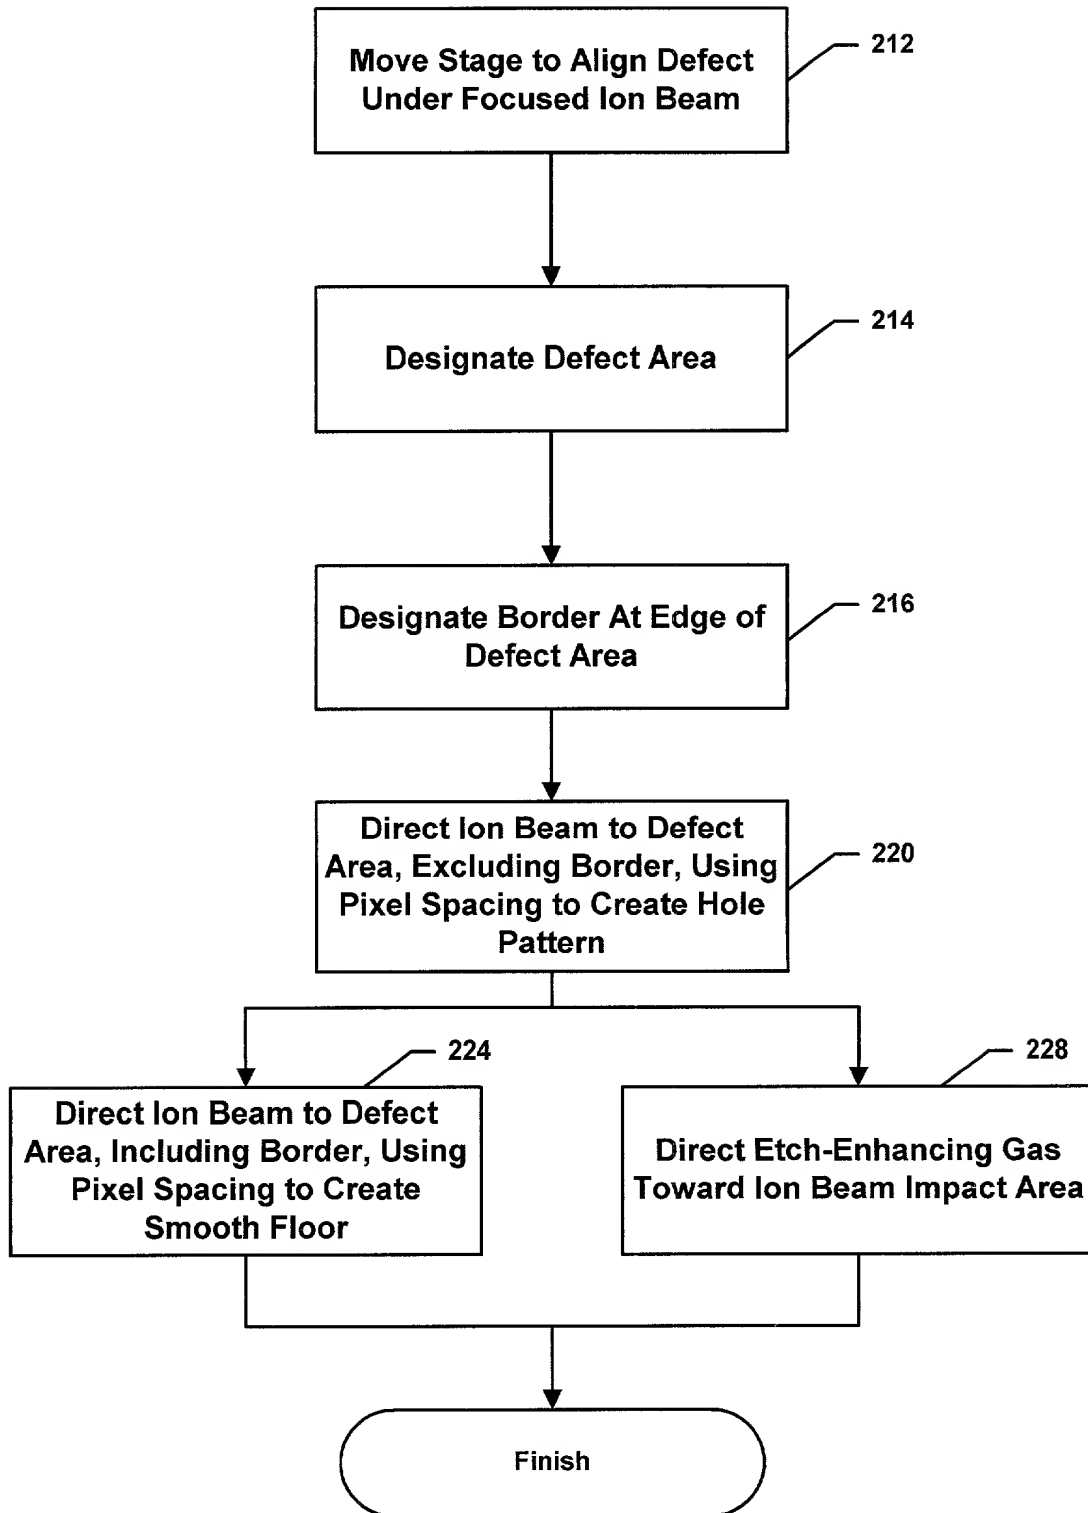 Move Stage to Align Defect
Under Focused Ion Beam
212
Designate Defect Area
214
Designate Border At Edge of
Defect Area
216
Direct Ion Beam to Defect
Area, Excluding Border, Using
Pixel Spacing to Create Hole
Pattern
220
224
Direct Ion Beam to Defect
Area, Including Border, Using
Pixel Spacing to Create
Smooth Floor
228
Direct Etch-Enhancing Gas
Toward Ion Beam Impact Area
Finish